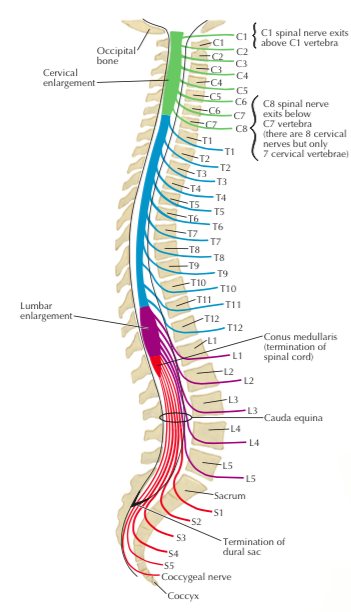 C1
C1 spinal nerve exits
above C1 vertebra
Occipital
bone
C1
C2
C2
C3
Cervical
enlargement
C3
C4
C4
C5
C5
C6
C6
C7
C7
C8
C8 spinal nerve
exits below
C7 vertebra
(there are 8 cervical
nerves but only
7 cervical vertebrae)
T1
T1
T2
T2
T3
T3
T4
T4
T5
T5
T6
T6
T7
T7
T8
T8
T9
T9
T10
T10
T11
T11
T12
T12
Lumbar
enlargement
L1
Conus medullaris
(termination of
spinal cord)
L1
L2
L2
L3
L3
Cauda equina
L4
L4
L5
L5
Sacrum
S1
S2
S3
Termination of
dural sac
S4
S5
Coccygeal nerve
Coccyx